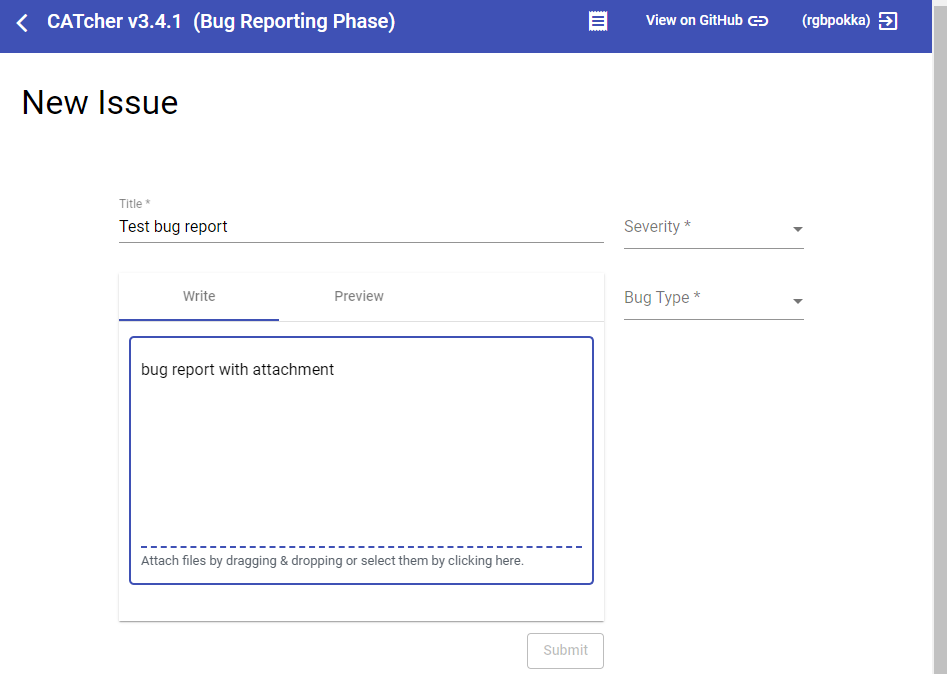 CATcher v3.4.1 (Bug Reporting Phase)
View on GitHub
(rgbpokka)
New Issue
Title *
Test bug report
Severity *
Write
Preview
Bug Type *
bug report with attachment
Attach files by dragging & dropping or select them by clicking here.
Submit